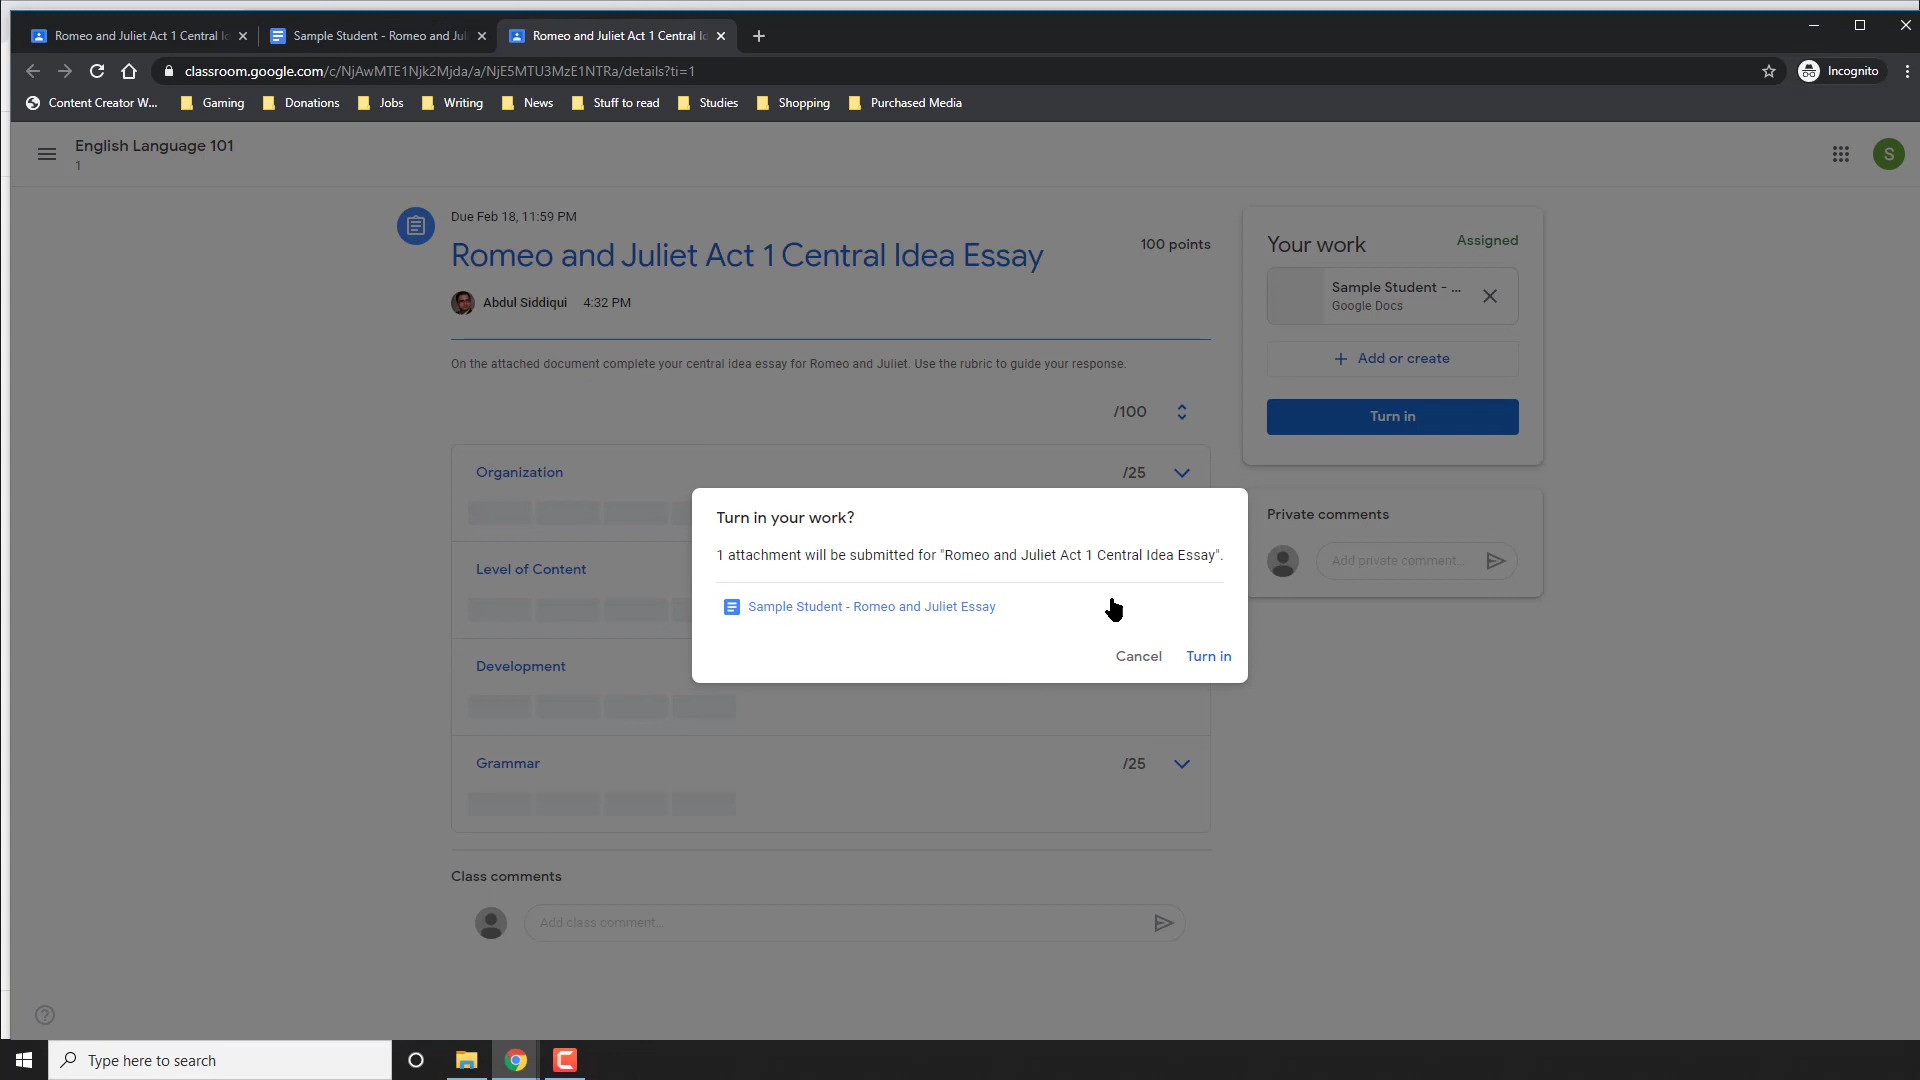 Romeo and Juliet Act 1 Central Id
Sample Student - Romeo and Jul
Romeo and Juliet Act 1 Central Id
classroom.google.com/c/NjAwMTE1Njk2Mjda/a/NjE5MTU3MzE1NTRa/details?ti=1
Incognito
Content Creator W...
Gaming
Donations
Jobs
Writing
News
Stuff to read
Studies
Shopping
Purchased Media
English Language 101
1
S
Due Feb 18, 11:59 PM
Romeo and Juliet Act 1 Central Idea Essay
100 points
Abdul Siddiqui 4:32 PM
On the attached document complete your central idea essay for Romeo and Juliet. Use the rubric to guide your response.
/100
Organization /25
Level of Content
Development
Grammar /25
Class comments
Add class comment...
Your work
Assigned
Sample Student - ...
Google Docs
Add or create
Turn in
Private comments
Add private comment...
Turn in your work?
1 attachment will be submitted for "Romeo and Juliet Act 1 Central Idea Essay".
Sample Student - Romeo and Juliet Essay
Cancel Turn in
Type here to search